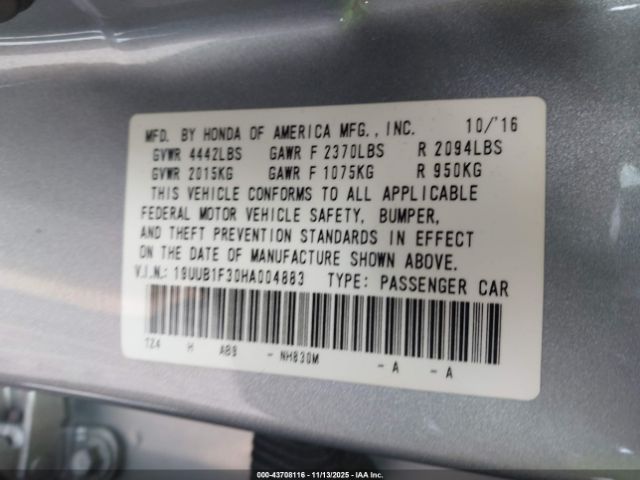 MFD. BY HONDA OF AMERICA MFG., INC. 10/'16
GVWR 4442LBS GAWR F 2370LBS R 2094LBS
GVWR 2015KG GAWR F 1075KG R 950KG
THIS VEHICLE CONFORMS TO ALL APPLICABLE
FEDERAL MOTOR VEHICLE SAFETY, BUMPER,
AND THEFT PREVENTION STANDARDS IN EFFECT
ON THE DATE OF MANUFACTURE SHOWN ABOVE.
V.I.N.: 19UUB1F30HA004883 TYPE: PASSENGER CAR
TZ4 H AB9 - NH830M - A - A
000-43708116 - 11/13/2025 - IAA Inc.